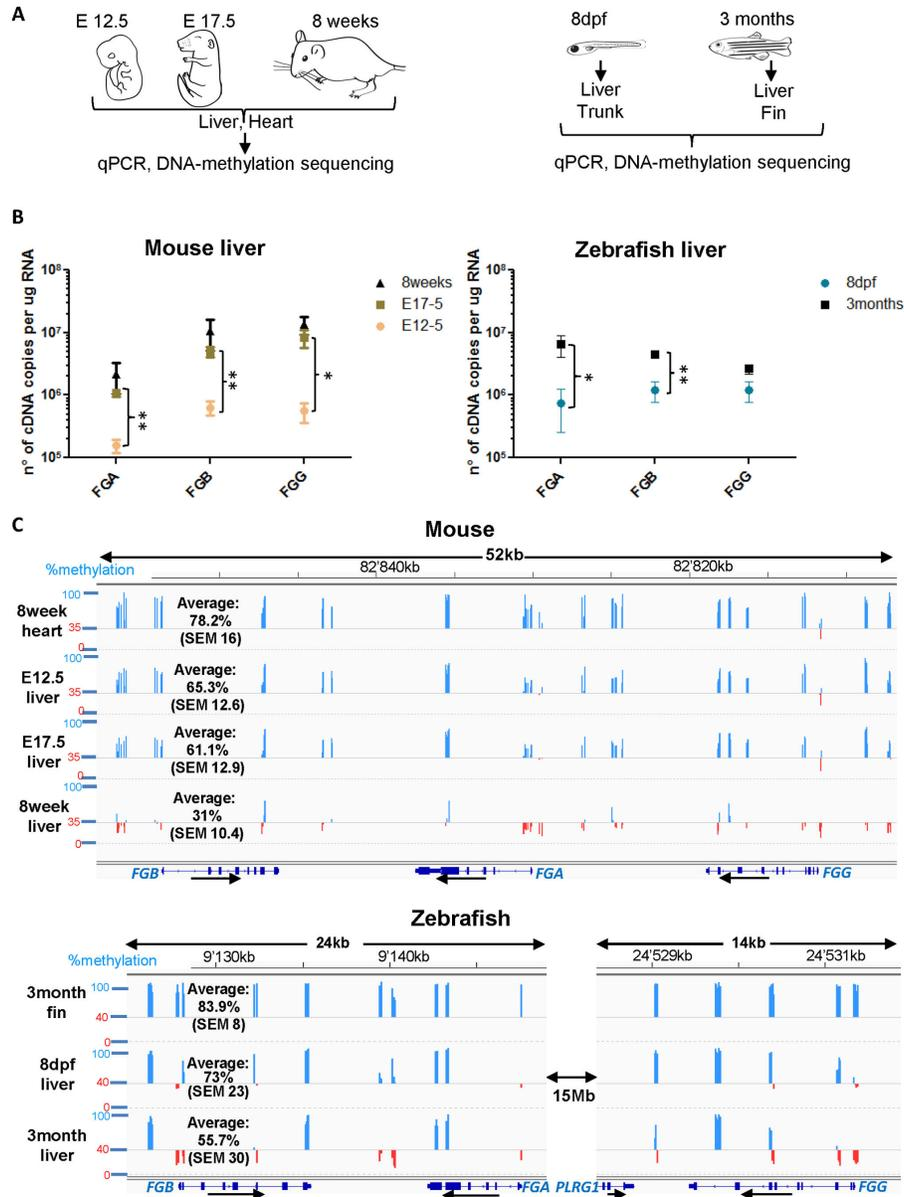 A
E 12.5
E 17.5
8 weeks
Liver, Heart
qPCR, DNA-methylation sequencing
8dpf
3 months
Liver
Trunk
Liver
Fin
qPCR, DNA-methylation sequencing
B
Mouse liver
n° of cDNA copies per ug RNA
10⁸
10⁷
10⁶
10⁵
FGA
FGB
FGG
**
**
*
8weeks
E17-5
E12-5
Zebrafish liver
n° of cDNA copies per ug RNA
10⁸
10⁷
10⁶
10⁵
FGA
FGB
FGG
*
**
8dpf
3months
C
Mouse
52kb
%methylation
82'840kb
82'820kb
8week
heart
100
35
0
Average:
78.2%
(SEM 16)
E12.5
liver
100
35
0
Average:
65.3%
(SEM 12.6)
E17.5
liver
100
35
0
Average:
61.1%
(SEM 12.9)
8week
liver
100
35
0
Average:
31%
(SEM 10.4)
FGB
FGA
FGG
Zebrafish
24kb
14kb
%methylation
9'130kb
9'140kb
24'529kb
24'531kb
3month
fin
100
40
0
Average:
83.9%
(SEM 8)
8dpf
liver
100
40
0
Average:
73%
(SEM 23)
15Mb
3month
liver
100
40
0
Average:
55.7%
(SEM 30)
FGB
FGA
PLRG1
FGG